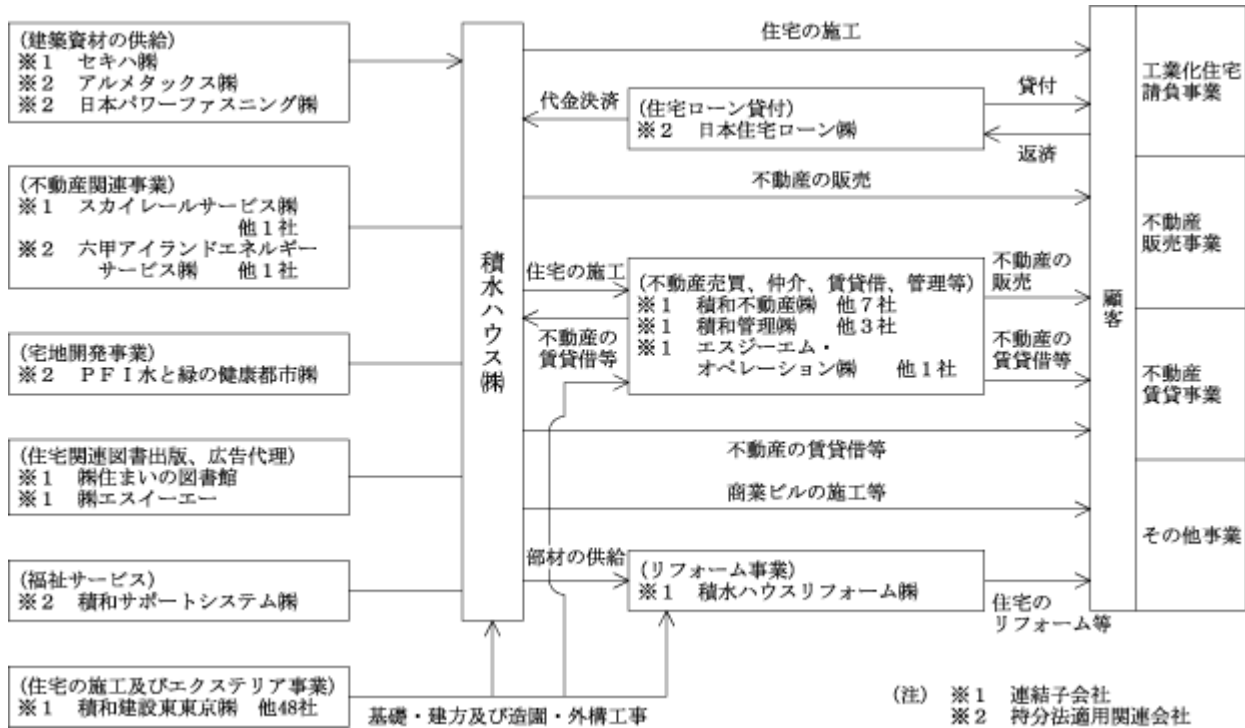 (建築資材の供給)
※1 セキハ㈱
※2 アルメタックス㈱
※2 日本パワーファスニング㈱
(不動産関連事業)
※1 スカイレールサービス㈱
他1社
※2 六甲アイランドエネルギー
サービス㈱ 他1社
(宅地開発事業)
※2 PFI水と緑の健康都市㈱
(住宅関連図書出版、広告代理)
※1 ㈱住まいの図書館
※1 ㈱エスイーエー
(福祉サービス)
※2 積和サポートシステム㈱
(住宅の施工及びエクステリア事業)
※1 積和建設東東京㈱ 他48社
基礎・建方及び造園・外構工事
積水ハウス㈱
住宅の施工
代金決済
(住宅ローン貸付)
※2 日本住宅ローン㈱
貸付
返済
不動産の販売
住宅の施工
不動産の
賃貸借等
(不動産売買、仲介、賃貸借、管理等)
※1 積和不動産㈱ 他7社
※1 積和管理㈱ 他3社
※1 エスジーエム・
オペレーション㈱ 他1社
不動産の
販売
不動産の
賃貸借等
不動産の賃貸借等
商業ビルの施工等
部材の供給
(リフォーム事業)
※1 積水ハウスリフォーム㈱
住宅の
リフォーム等
顧客
工業化住宅
請負事業
不動産
販売事業
不動産
賃貸事業
その他事業
(注) ※1 連結子会社
※2 持分法適用関連会社